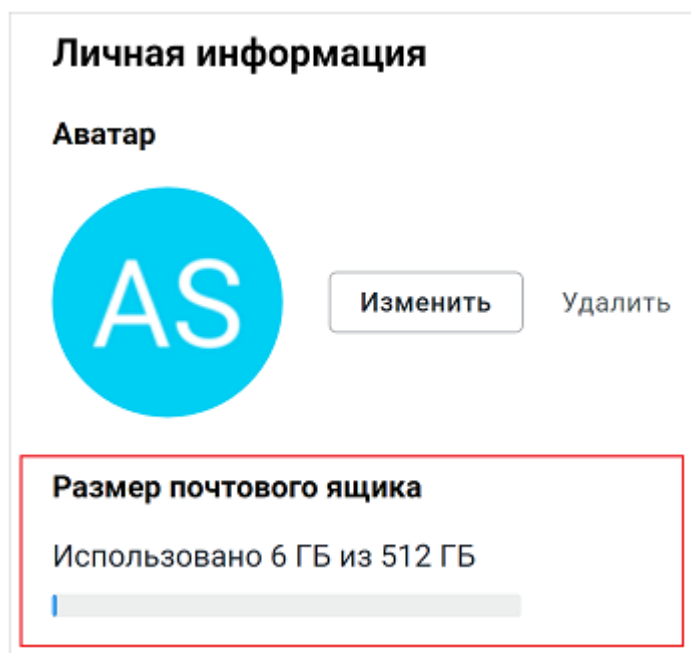 Личная информация
Аватар
AS
Изменить
Удалить
Размер почтового ящика
Использовано 6 ГБ из 512 ГБ